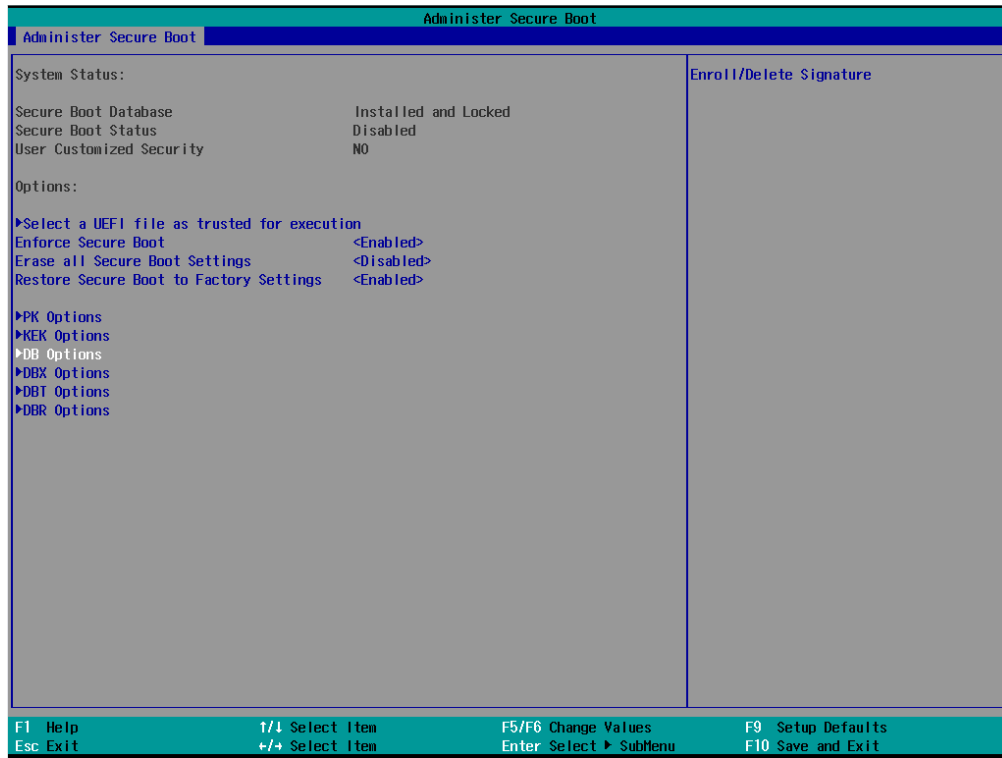 Administer Secure Boot
Administer Secure Boot
System Status:
Enroll/Delete Signature
Secure Boot Database Installed and Locked
Secure Boot Status Disabled
User Customized Security NO
Options:
▶Select a UEFI file as trusted for execution
Enforce Secure Boot <Enabled>
Erase all Secure Boot Settings <Disabled>
Restore Secure Boot to Factory Settings <Enabled>
▶PK Options
▶KEK Options
▶DB Options
▶DBX Options
▶DBT Options
▶DBR Options
F1 Help ↑/↓ Select Item F5/F6 Change Values F9 Setup Defaults
Esc Exit ←/→ Select Item Enter Select ▶ SubMenu F10 Save and Exit